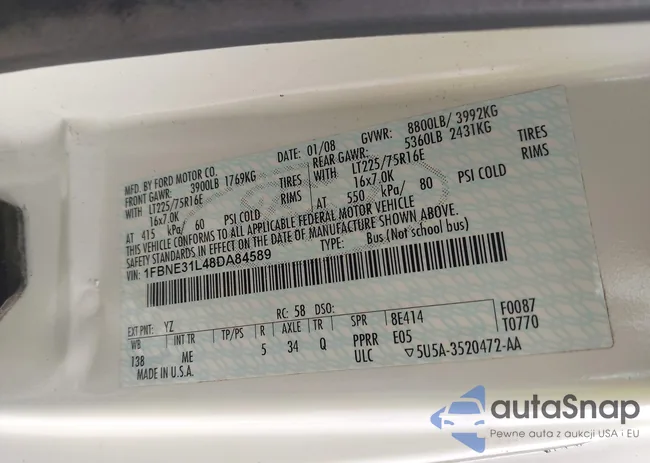 MFD. BY FORD MOTOR CO. DATE: 01/08 GVWR: 8800LB/ 3992KG
FRONT GAWR: 3900LB 1769KG REAR GAWR: 5360LB 2431KG
WITH LT225/75R16E TIRES WITH LT225/75R16E TIRES
16x7.0K RIMS 16x7.0K RIMS
AT 415 kPa/ 60 PSI COLD AT 550 kPa/ 80 PSI COLD
THIS VEHICLE CONFORMS TO ALL APPLICABLE FEDERAL MOTOR VEHICLE
SAFETY STANDARDS IN EFFECT ON THE DATE OF MANUFACTURE SHOWN ABOVE.
VIN: 1FBNE31L48DA84589 TYPE: Bus (Not school bus)
EXT PNT: YZ RC: 58 DSO: F0087
WB INT TR TP/PS R AXLE TR SPR 8E414 T0770
138 ME 5 34 Q PPRR E05
MADE IN U.S.A. ULC ▽5U5A-3520472-AA
autaSnap
Pewne auta z aukcji USA i EU